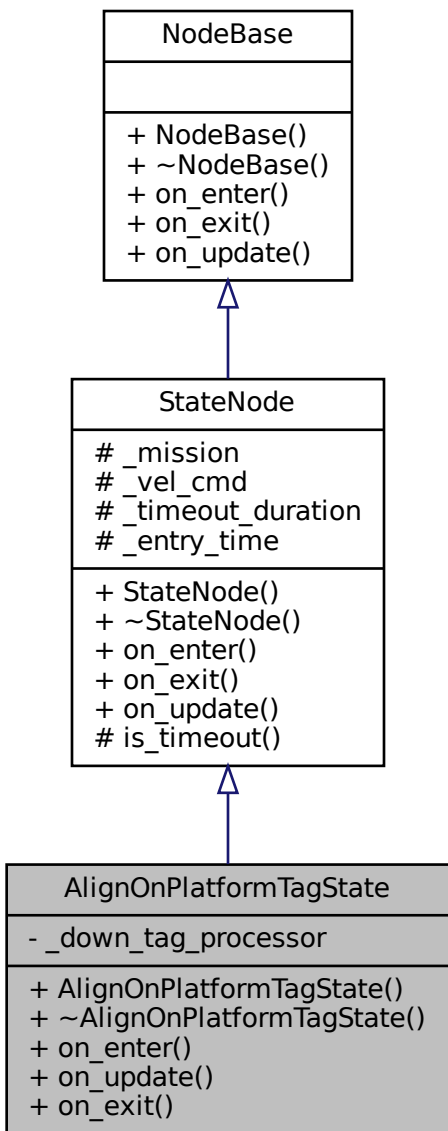 NodeBase
+ NodeBase()
+ ~NodeBase()
+ on_enter()
+ on_exit()
+ on_update()
StateNode
# _mission
# _vel_cmd
# _timeout_duration
# _entry_time
+ StateNode()
+ ~StateNode()
+ on_enter()
+ on_exit()
+ on_update()
# is_timeout()
AlignOnPlatformTagState
- _down_tag_processor
+ AlignOnPlatformTagState()
+ ~AlignOnPlatformTagState()
+ on_enter()
+ on_update()
+ on_exit()